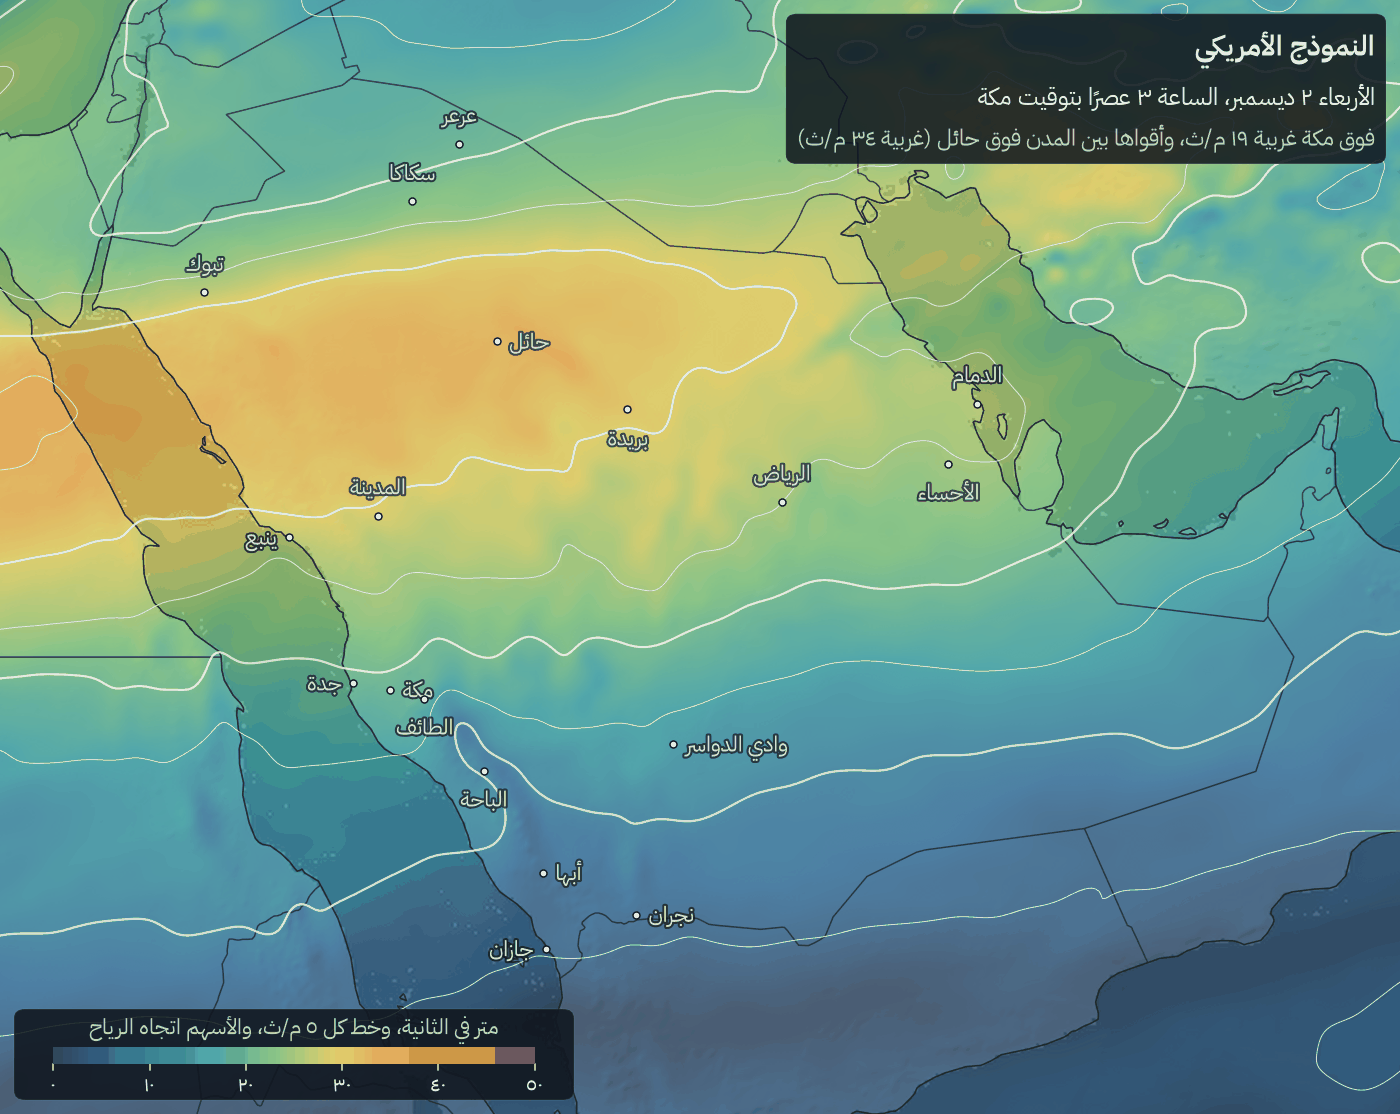 النموذج الأمريكي
الأربعاء ٢ ديسمبر، الساعة ٣ عصرًا بتوقيت مكة
فوق مكة غربية ١٩ م/ث، وأقواها بين المدن فوق حائل (غربية ٣٤ م/ث)
عرعر
سكاكا
تبوك
حائل
الدمام
بريدة
الرياض
المدينة
الأحساء
ينبع
جدة
مكة
الطائف
وادي الدواسر
الباحة
أبها
نجران
جازان
متر في الثانية، وخط كل ٥ م/ث، والأسهم اتجاه الرياح
٠ ١٠ ٢٠ ٣٠ ٤٠ ٥٠